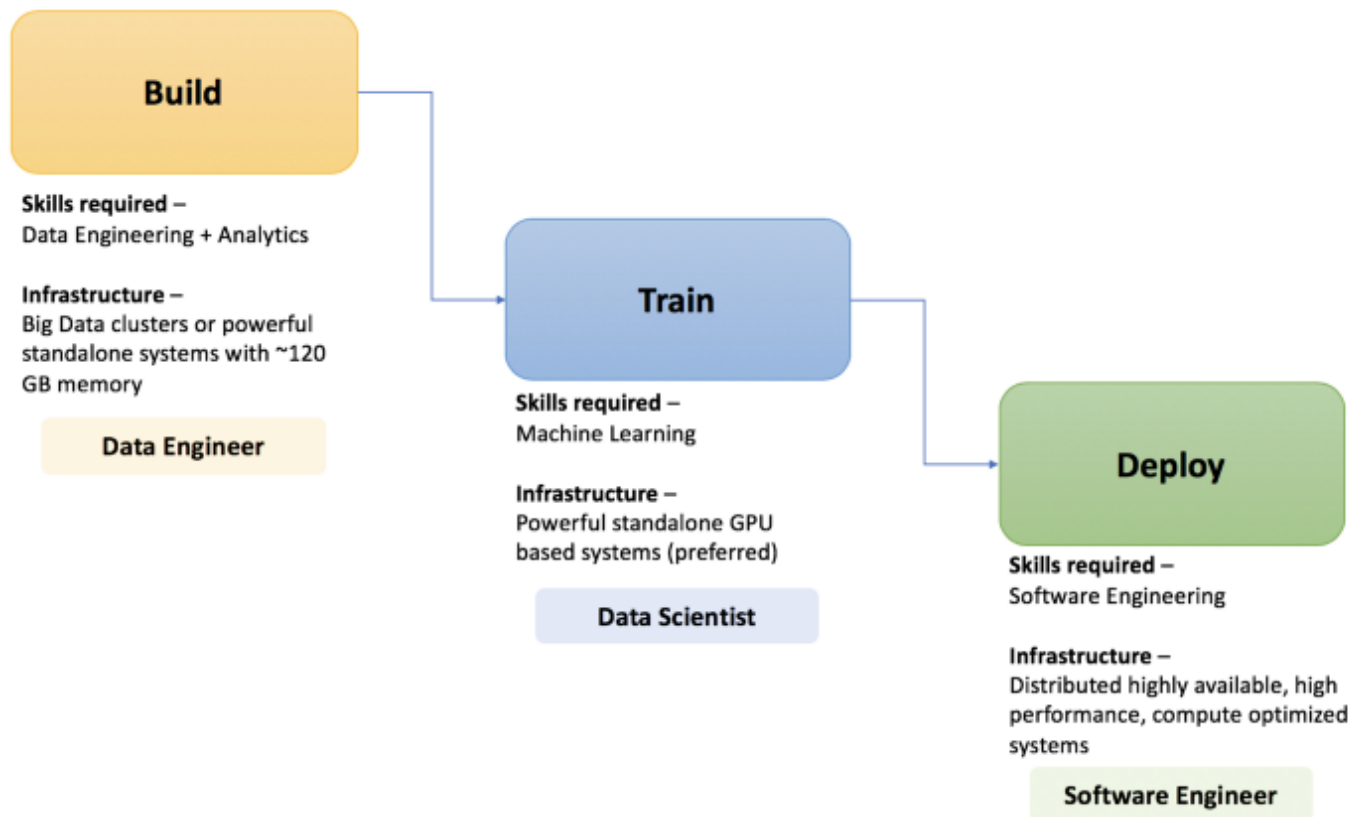 Build
Skills required –
Data Engineering + Analytics
Infrastructure –
Big Data clusters or powerful
standalone systems with ~120
GB memory
Data Engineer
Train
Skills required –
Machine Learning
Infrastructure –
Powerful standalone GPU
based systems (preferred)
Data Scientist
Deploy
Skills required –
Software Engineering
Infrastructure –
Distributed highly available, high
performance, compute optimized
systems
Software Engineer